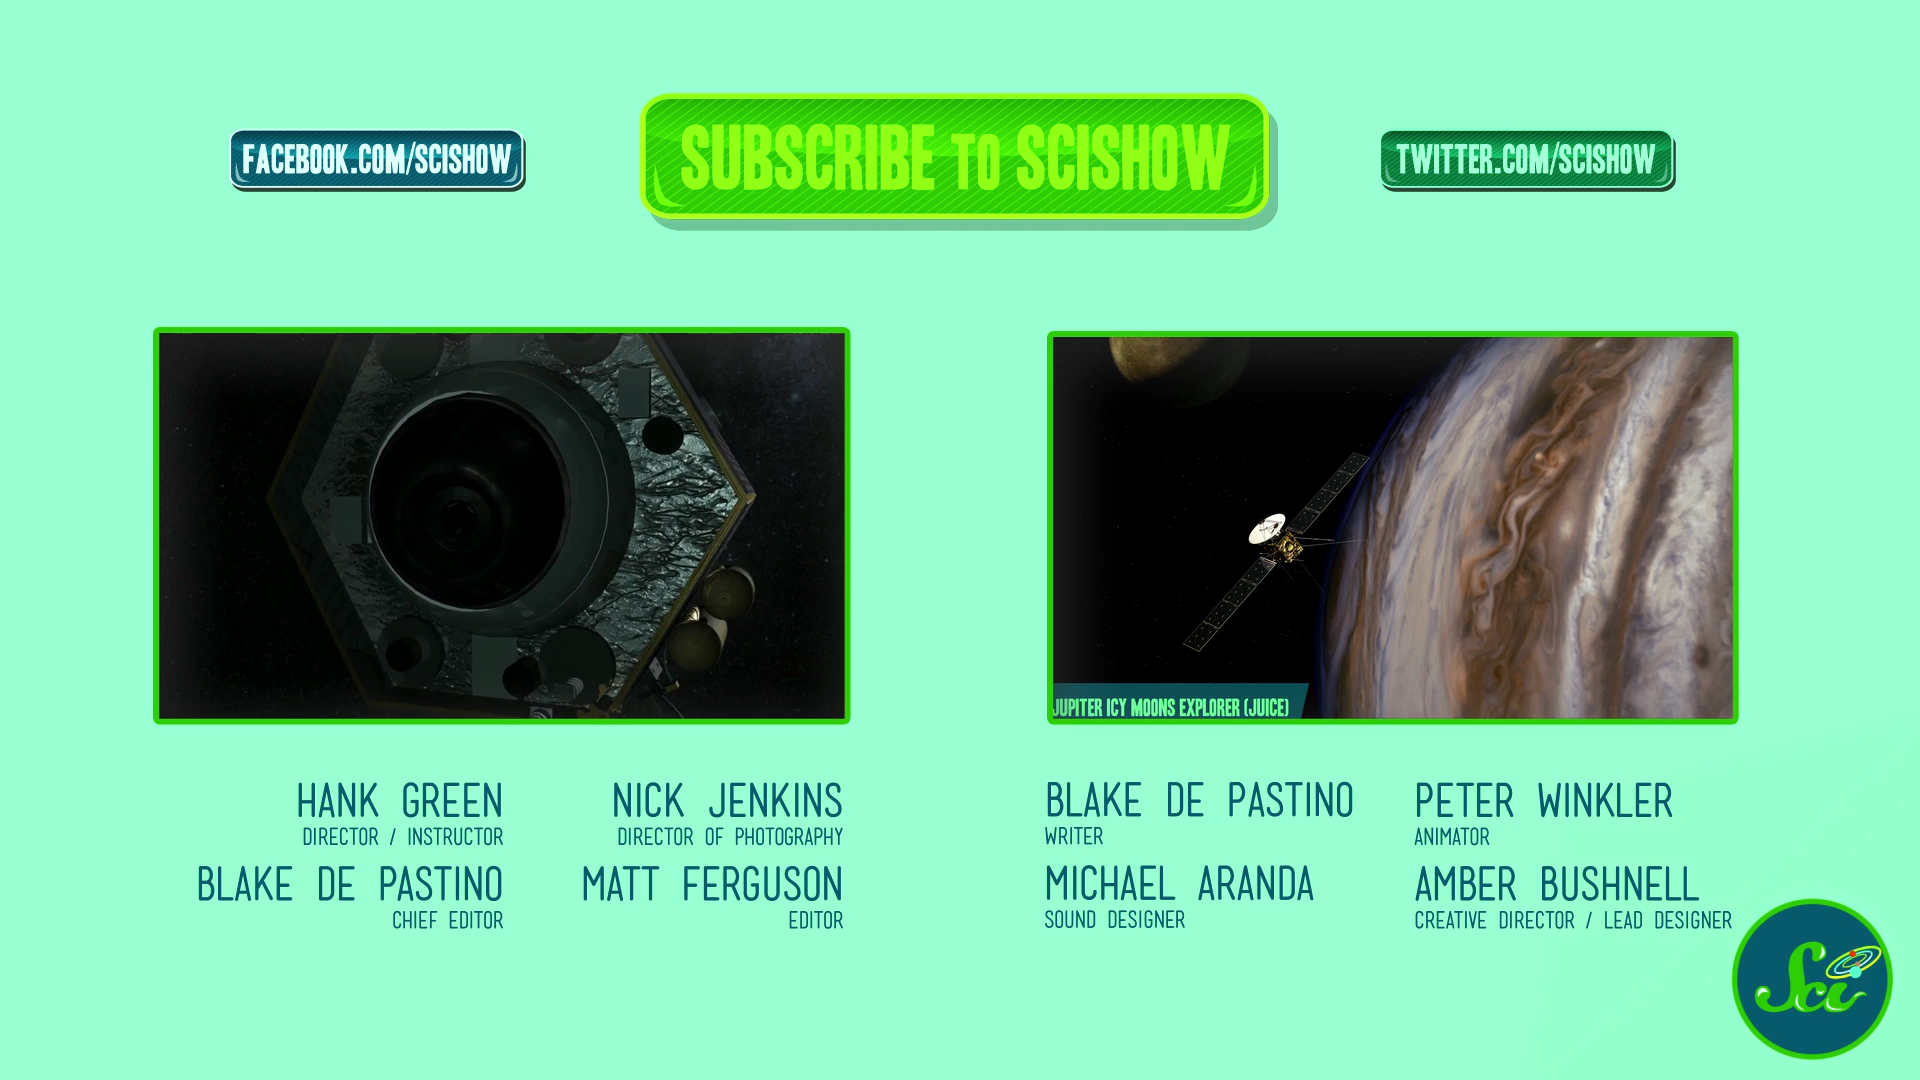 FACEBOOK.COM/SCISHOW
SUBSCRIBE TO SCISHOW
TWITTER.COM/SCISHOW
JUPITER ICY MOONS EXPLORER (JUICE)
HANK GREEN
DIRECTOR / INSTRUCTOR
BLAKE DE PASTINO
CHIEF EDITOR
NICK JENKINS
DIRECTOR OF PHOTOGRAPHY
MATT FERGUSON
EDITOR
BLAKE DE PASTINO
WRITER
MICHAEL ARANDA
SOUND DESIGNER
PETER WINKLER
ANIMATOR
AMBER BUSHNELL
CREATIVE DIRECTOR / LEAD DESIGNER
Sci